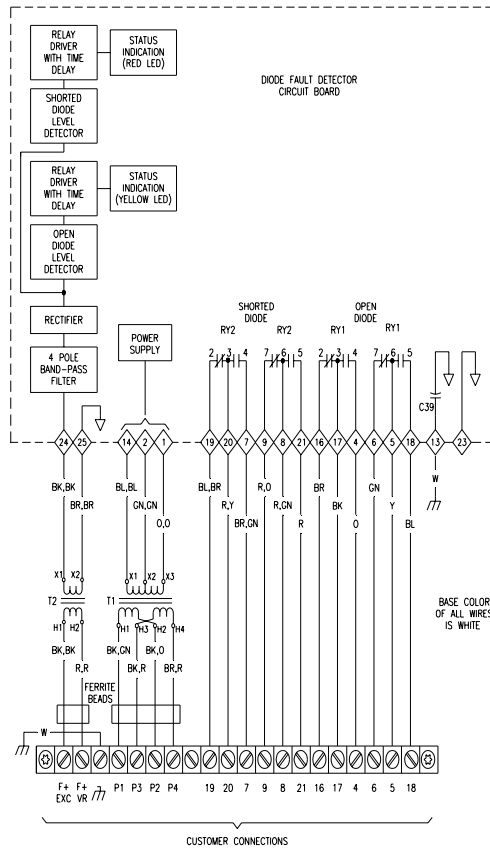 RELAY
DRIVER
WITH TIME
DELAY
STATUS
INDICATION
(RED LED)
DIODE FAULT DETECTOR
CIRCUIT BOARD
SHORTED
DIODE
LEVEL
DETECTOR
RELAY
DRIVER
WITH TIME
DELAY
STATUS
INDICATION
(YELLOW LED)
OPEN
DIODE
LEVEL
DETECTOR
RECTIFIER
4 POLE
BAND-PASS
FILTER
POWER
SUPPLY
SHORTED
DIODE
OPEN
DIODE
RY2 RY2 RY1 RY1
2 3 4 7 6 5 2 3 4 7 6 5
C39
24 25 14 2 1 19 20 7 9 8 21 16 17 4 6 5 18 13 23
BK,BK BL,BL BL,BR R,O BR GN W
BR,BR GN,GN R,Y R,GN BK Y
O,O BR,GN R O BL
X1 X2 X1 X2 X3
T2 T1
H1 H2 H1 H3 H2 H4
BASE COLOR
OF ALL WIRES
IS WHITE
BK,BK BK,GN BK,O
R,R BK,R BR,R
FERRITE
BEADS
W
F+
EXC
F+
VR
P1 P3 P2 P4 19 20 7 9 8 21 16 17 4 6 5 18
CUSTOMER CONNECTIONS